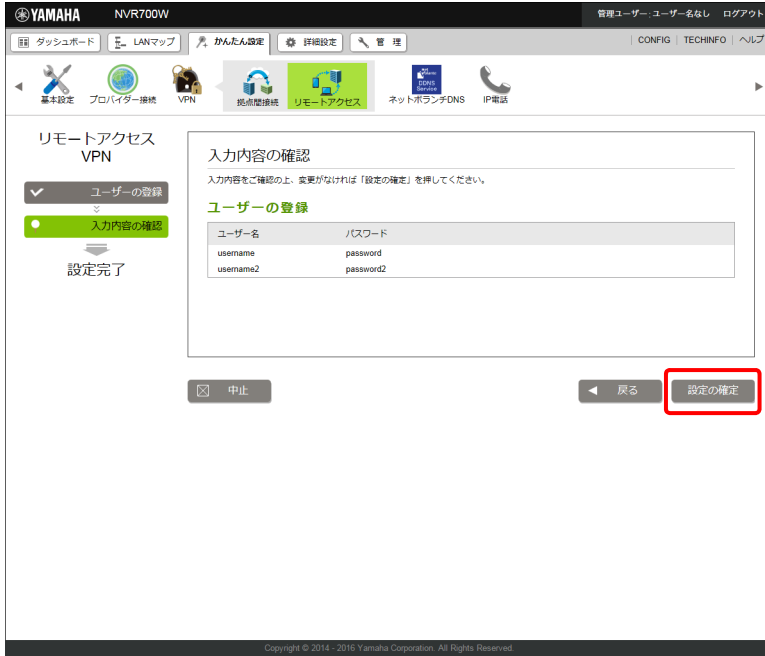 YAMAHA NVR700W 管理ユーザー:ユーザー名なし ログアウト
ダッシュボード LANマップ かんたん設定 詳細設定 管 理 CONFIG | TECHINFO | ヘルプ
基本設定 プロバイダー接続 VPN 拠点間接続 リモートアクセス ネットボランチDNS IP電話
Net Volante
DDNS
Service
リモートアクセス
VPN
ユーザーの登録
入力内容の確認
設定完了
入力内容の確認
入力内容をご確認の上、変更がなければ「設定の確定」を押してください。
ユーザーの登録
ユーザー名 パスワード
username password
username2 password2
中止 戻る 設定の確定
Copyright © 2014 - 2016 Yamaha Corporation. All Rights Reserved.